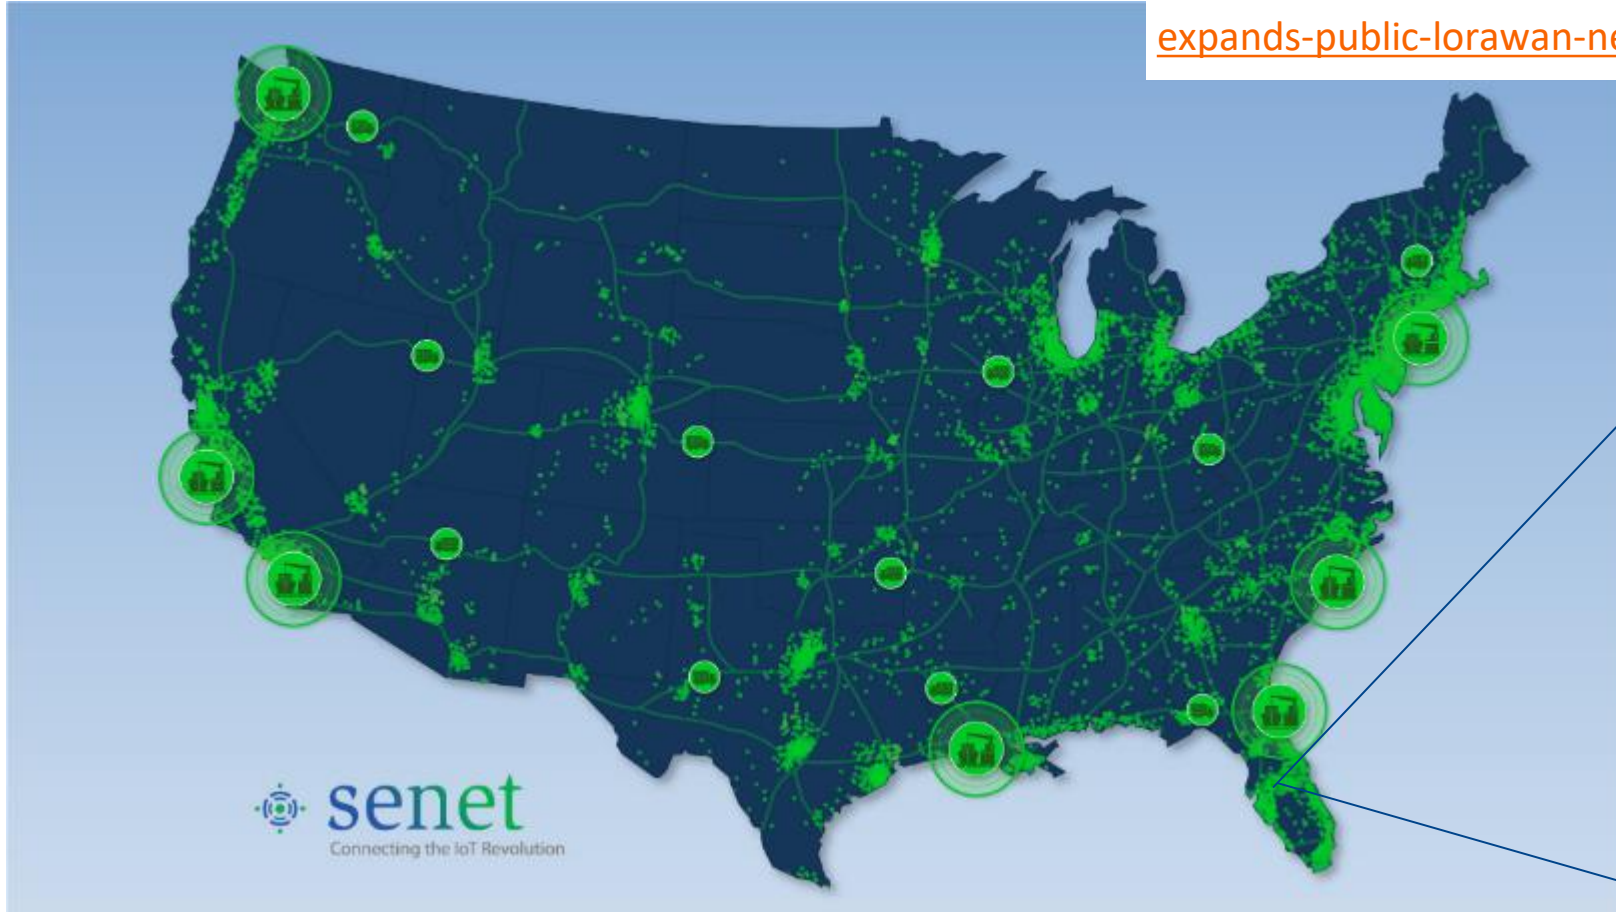 expands-public-lorawan-ne
senet
Connecting the IoT Revolution